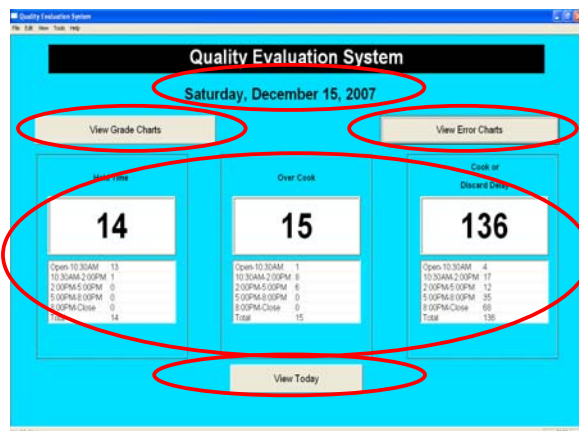 Quality Evaluation System
File Edit View Tools Help
Quality Evaluation System
Saturday, December 15, 2007
View Grade Charts
View Error Charts
Hold Time
Over Cook
Cook or
Discard Delay
14
15
136
Open-10:30AM 13
10:30AM-2:00PM 1
2:00PM-5:00PM 0
5:00PM-8:00PM 0
8:00PM-Close 0
Total 14
Open-10:30AM 1
10:30AM-2:00PM 8
2:00PM-5:00PM 6
5:00PM-8:00PM 0
8:00PM-Close 0
Total 15
Open-10:30AM 4
10:30AM-2:00PM 17
2:00PM-5:00PM 12
5:00PM-8:00PM 35
8:00PM-Close 68
Total 136
View Today